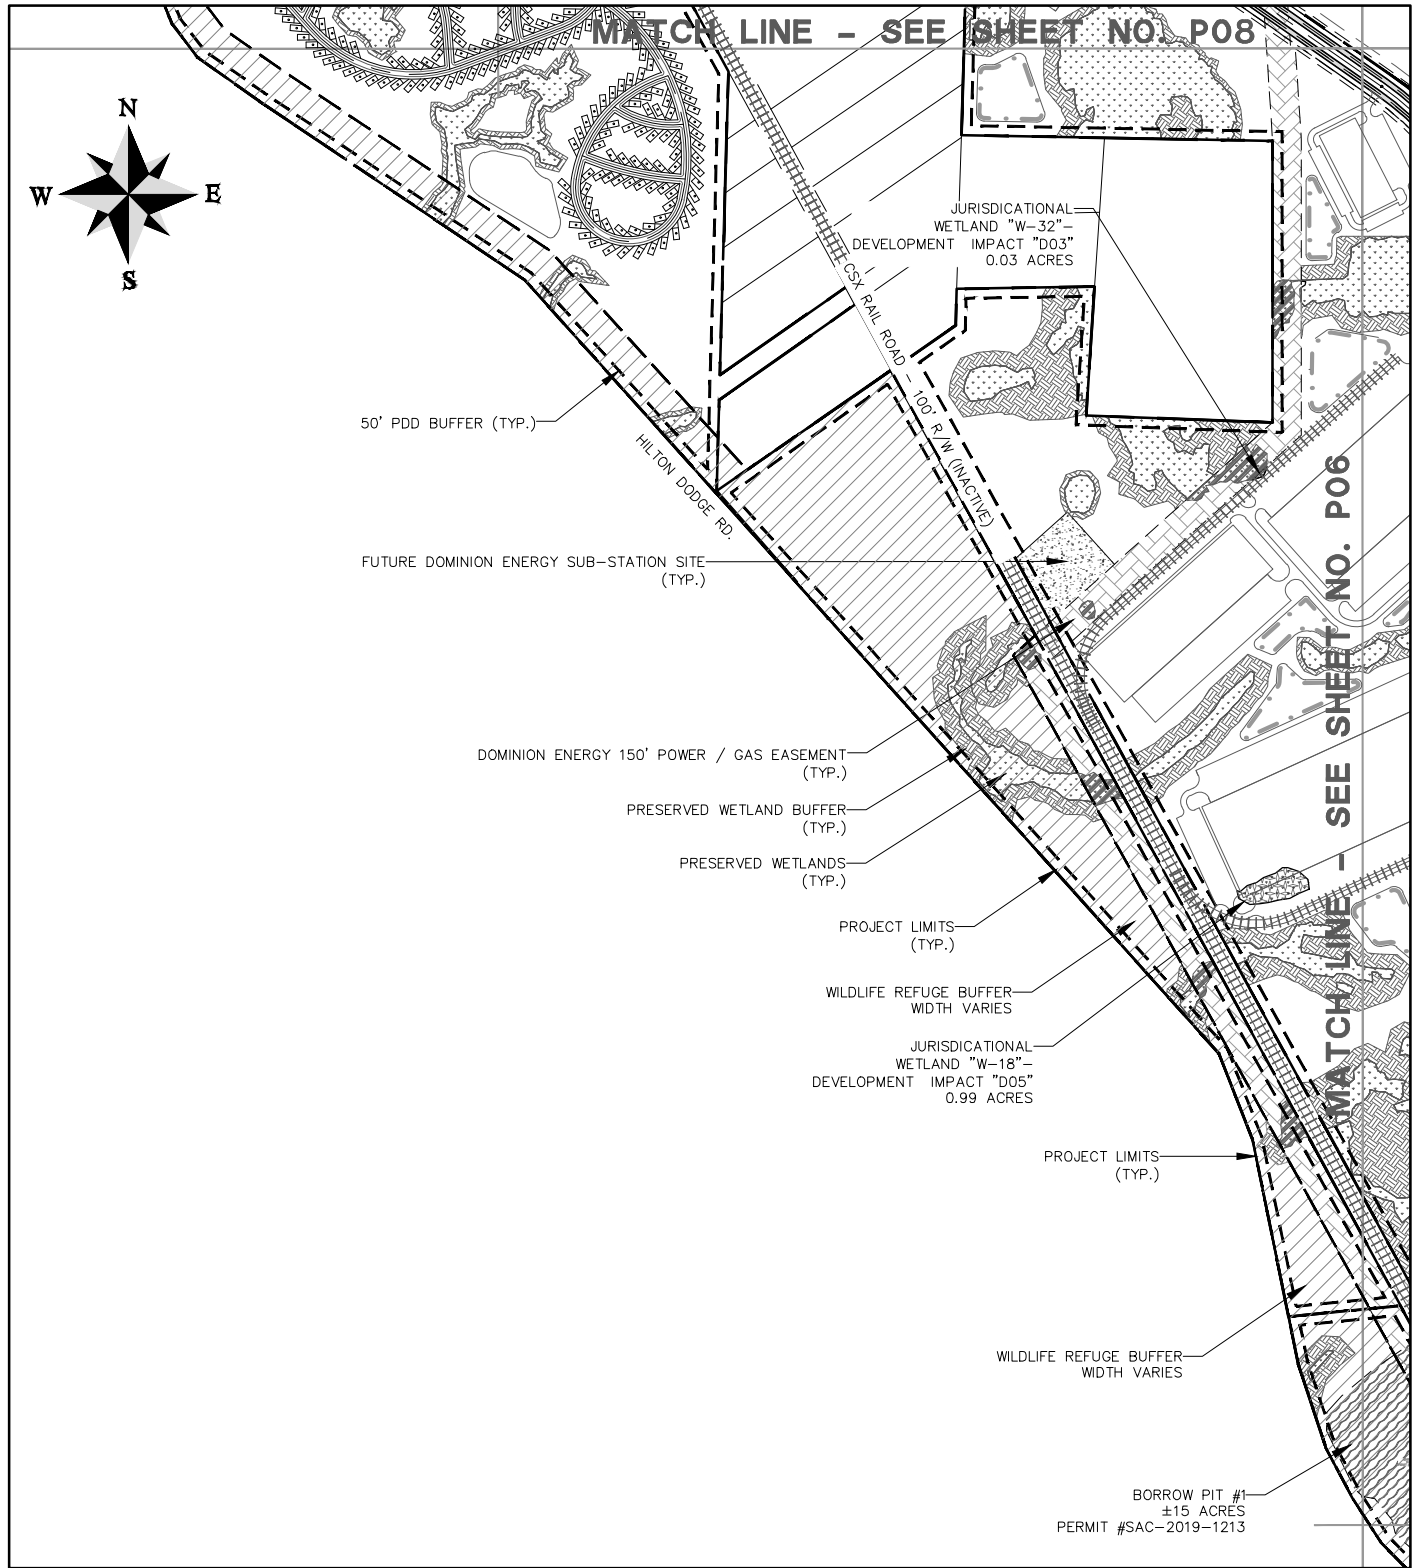 MATCH LINE - SEE SHEET NO. P08
N
W
E
S
JURISDICATIONAL
WETLAND "W-32"-
DEVELOPMENT IMPACT "D03"
0.03 ACRES
CSX RAIL ROAD - 100' R/W (INACTIVE)
50' PDD BUFFER (TYP.)
HILTON DODGE RD.
MATCH LINE - SEE SHEET NO. P06
FUTURE DOMINION ENERGY SUB-STATION SITE
(TYP.)
DOMINION ENERGY 150' POWER / GAS EASEMENT
(TYP.)
PRESERVED WETLAND BUFFER
(TYP.)
PRESERVED WETLANDS
(TYP.)
PROJECT LIMITS
(TYP.)
WILDLIFE REFUGE BUFFER
WIDTH VARIES
JURISDICATIONAL
WETLAND "W-18"-
DEVELOPMENT IMPACT "D05"
0.99 ACRES
PROJECT LIMITS
(TYP.)
WILDLIFE REFUGE BUFFER
WIDTH VARIES
BORROW PIT #1
±15 ACRES
PERMIT #SAC-2019-1213